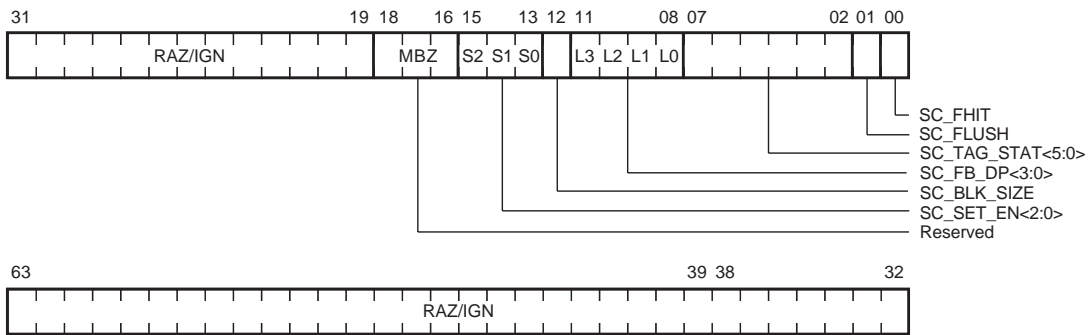 31 19 18 16 15 13 12 11 08 07 02 01 00
RAZ/IGN MBZ S2 S1 S0 L3 L2 L1 L0
SC_FHIT
SC_FLUSH
SC_TAG_STAT<5:0>
SC_FB_DP<3:0>
SC_BLK_SIZE
SC_SET_EN<2:0>
Reserved
63 39 38 32
RAZ/IGN